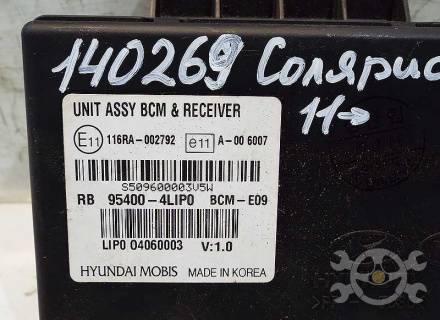 140269 Солярис
11→
UNIT ASSY BCM & RECEIVER
E11 116RA-002792 e11 A-00 6007
S509600003V5W
RB 95400-4LIP0 BCM-E09
LIP0 04060003 V:1.0
HYUNDAI MOBIS MADE IN KOREA